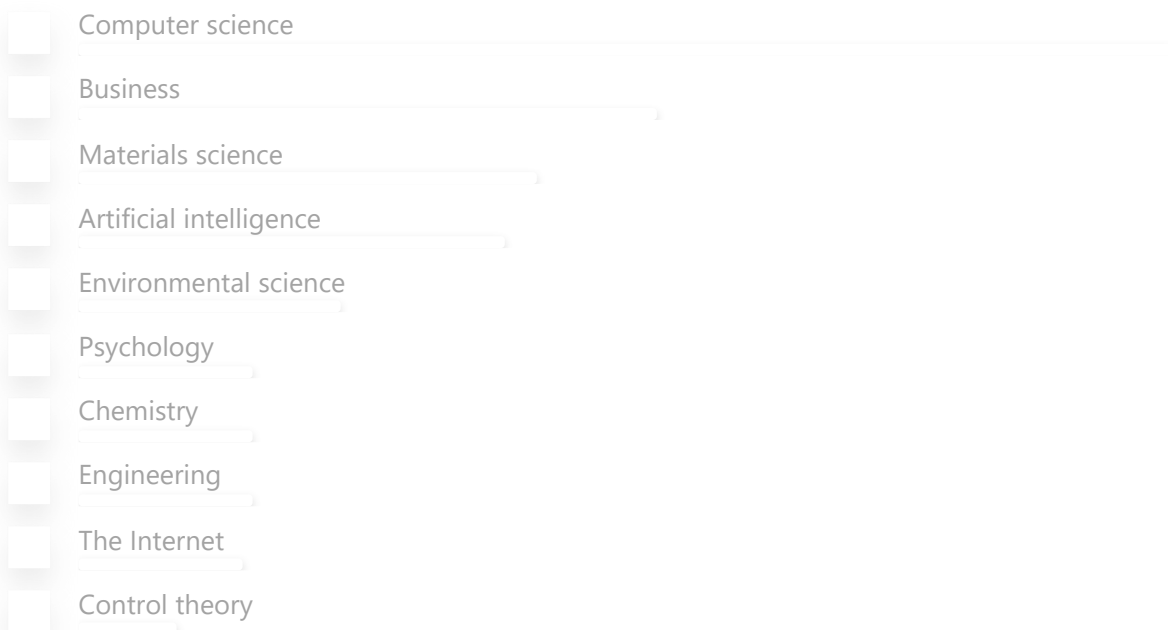 Computer science
Business
Materials science
Artificial intelligence
Environmental science
Psychology
Chemistry
Engineering
The Internet
Control theory